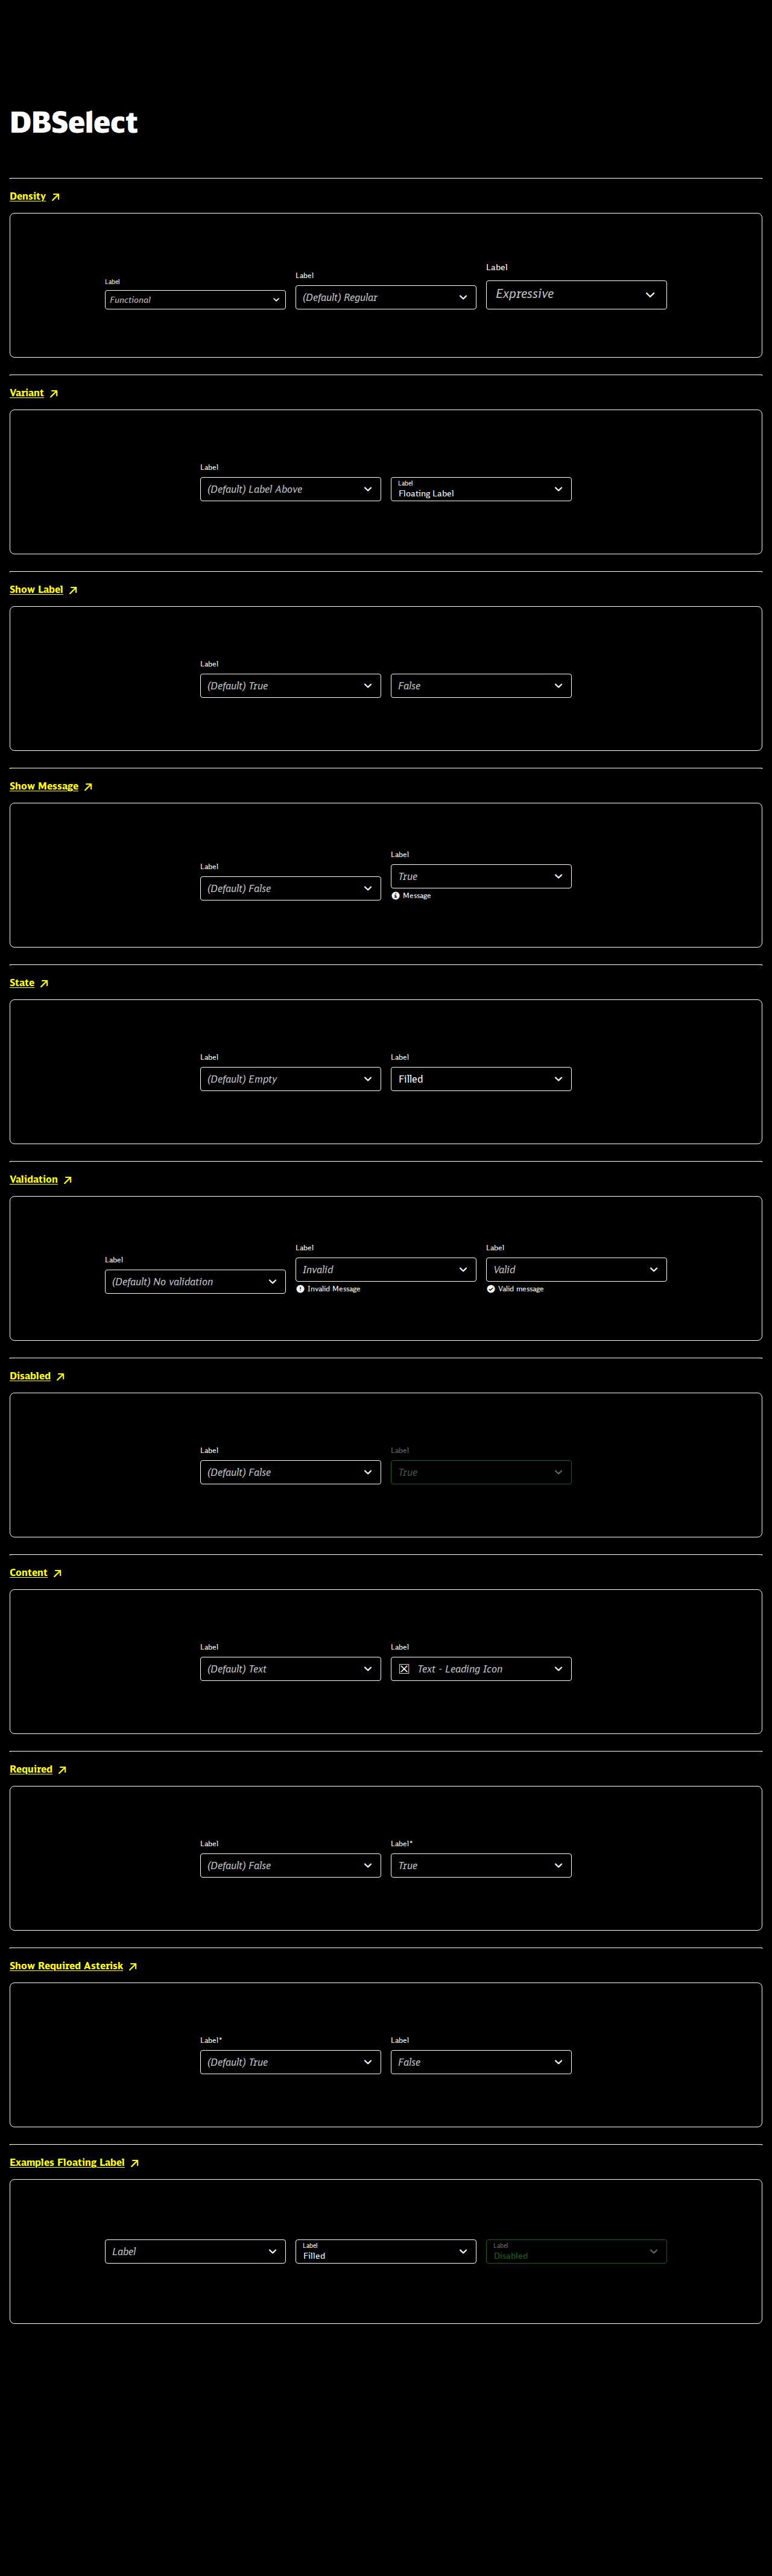 DBSelect
Density
Label
Label
Label
Functional
(Default) Regular
Expressive
Variant
Label
(Default) Label Above
Label
Floating Label
Show Label
Label
(Default) True
False
Show Message
Label
Label
(Default) False
True
Message
State
Label
Label
(Default) Empty
Filled
Validation
Label
Label
Label
(Default) No validation
Invalid
Valid
Invalid Message
Valid message
Disabled
Label
Label
(Default) False
True
Content
Label
Label
(Default) Text
Text - Leading Icon
Required
Label
Label*
(Default) False
True
Show Required Asterisk
Label*
Label
(Default) True
False
Examples Floating Label
Label
Label
Filled
Label
Disabled